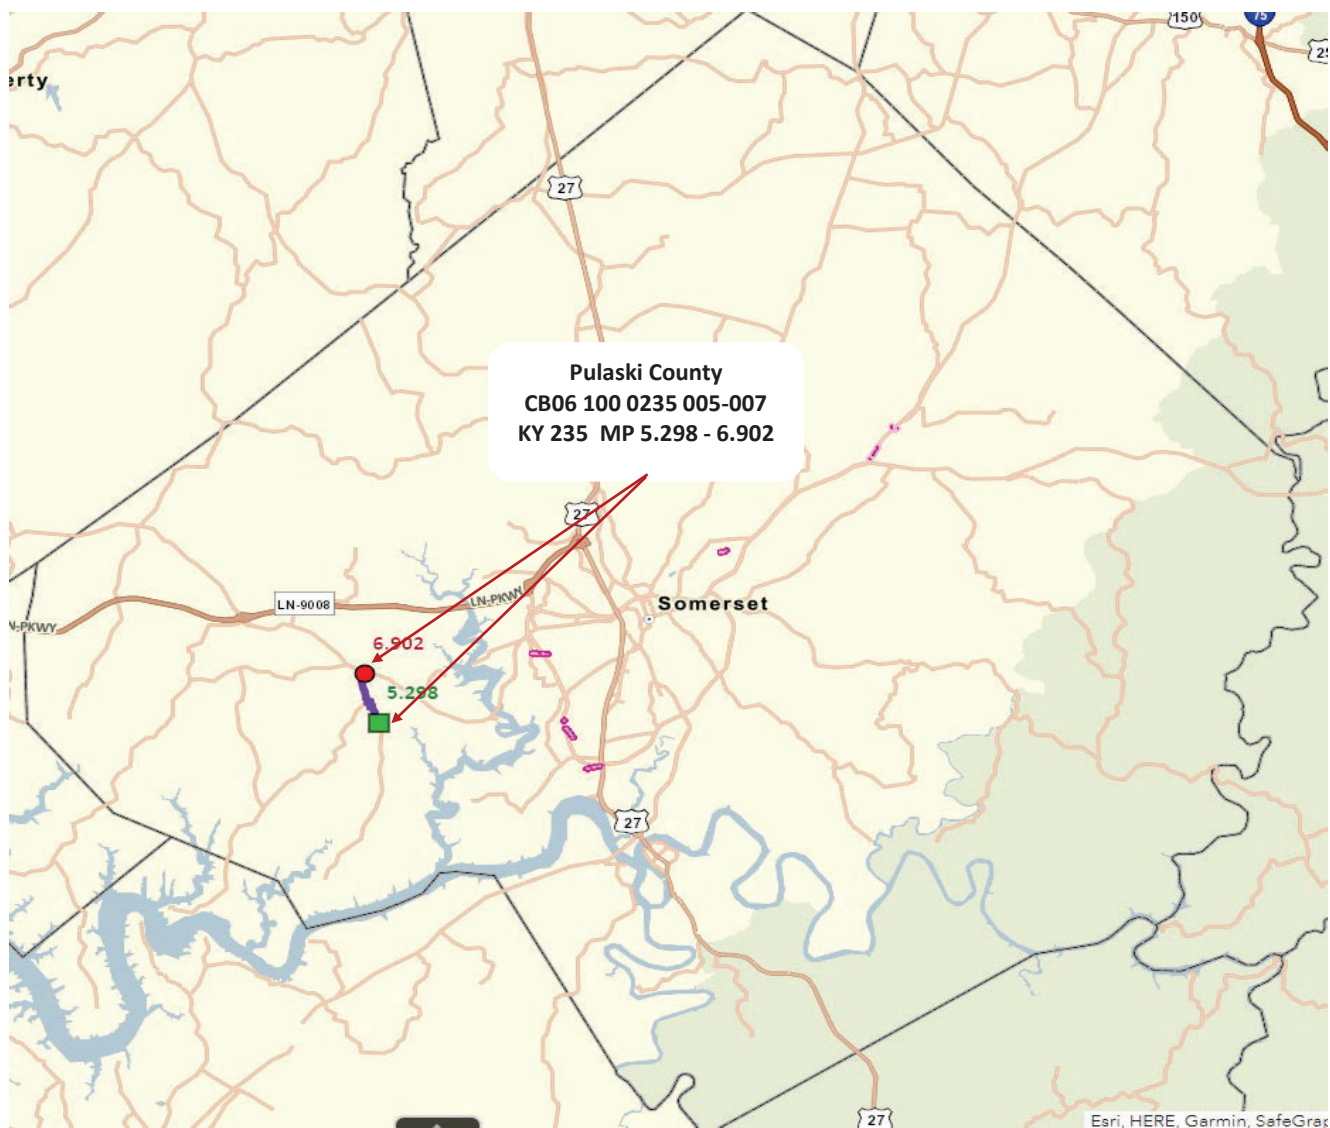 150
75
25
erty
27
Pulaski County
CB06 100 0235 005-007
KY 235 MP 5.298 - 6.902
27
LN-PKWY
LN-9008
N-PKWY
Somerset
6.902
5.298
27
27
Esri, HERE, Garmin, SafeGrap